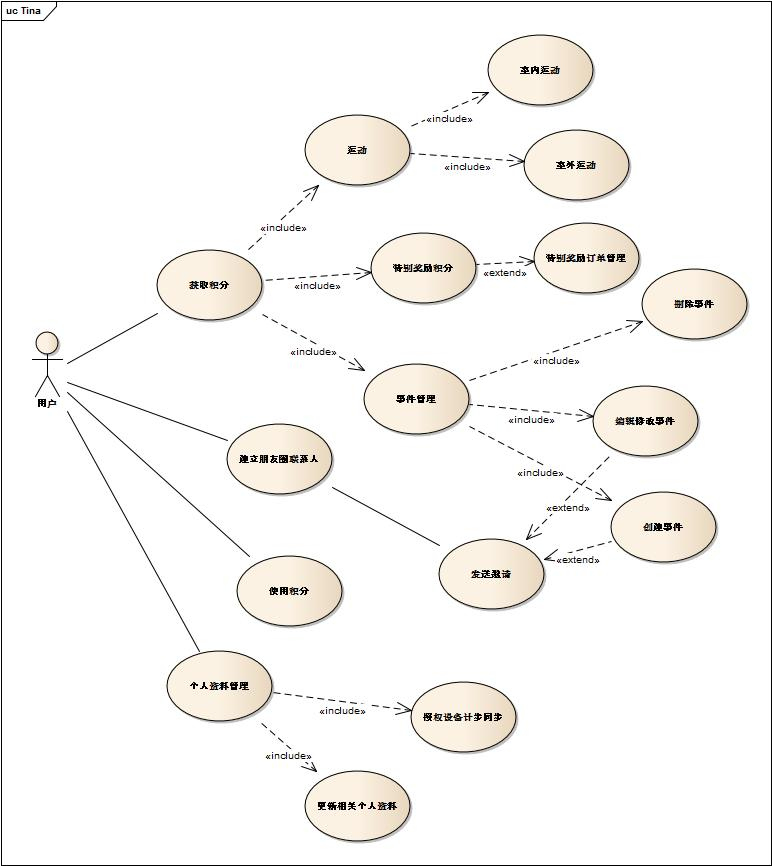 uc Tina
室内运动
«include»
运动
室外运动
«include»
«include»
特别奖励订单管理
特别奖励积分
«extend»
获取积分
«include»
删除事件
«include»
«include»
事件管理
用户
编辑修改事件
«include»
建立朋友圈联系人
«include»
«extend»
创建事件
«extend»
发送邀请
使用积分
个人资料管理
«include»
授权设备计步同步
«include»
更新相关个人资料